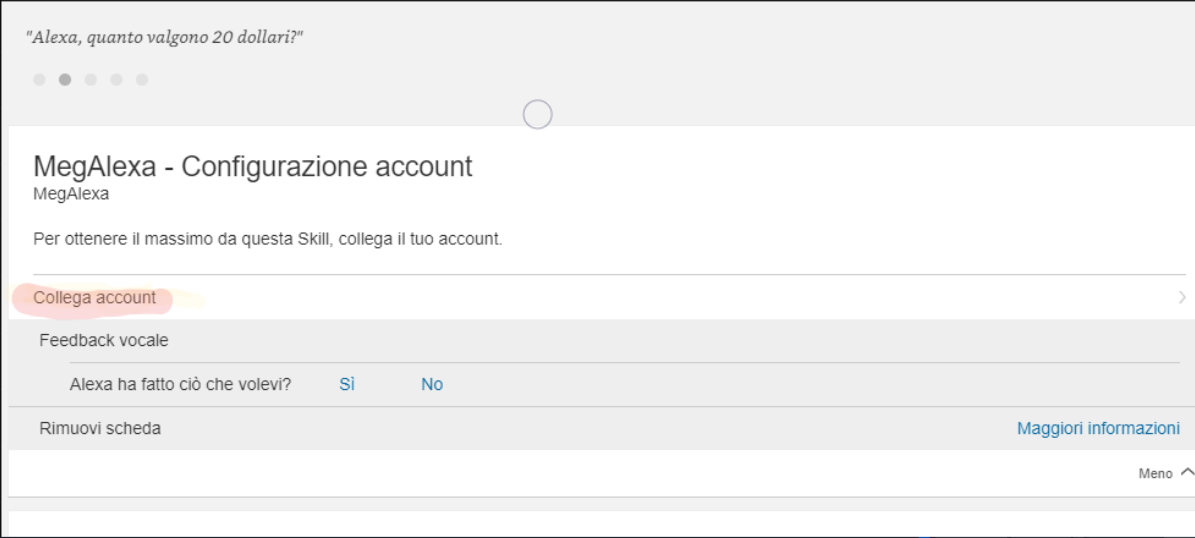 "Alexa, quanto valgono 20 dollari?"
MegAlexa - Configurazione account
MegAlexa
Per ottenere il massimo da questa Skill, collega il tuo account.
Collega account
Feedback vocale
Alexa ha fatto ciò che volevi? Sì No
Rimuovi scheda Maggiori informazioni
Meno